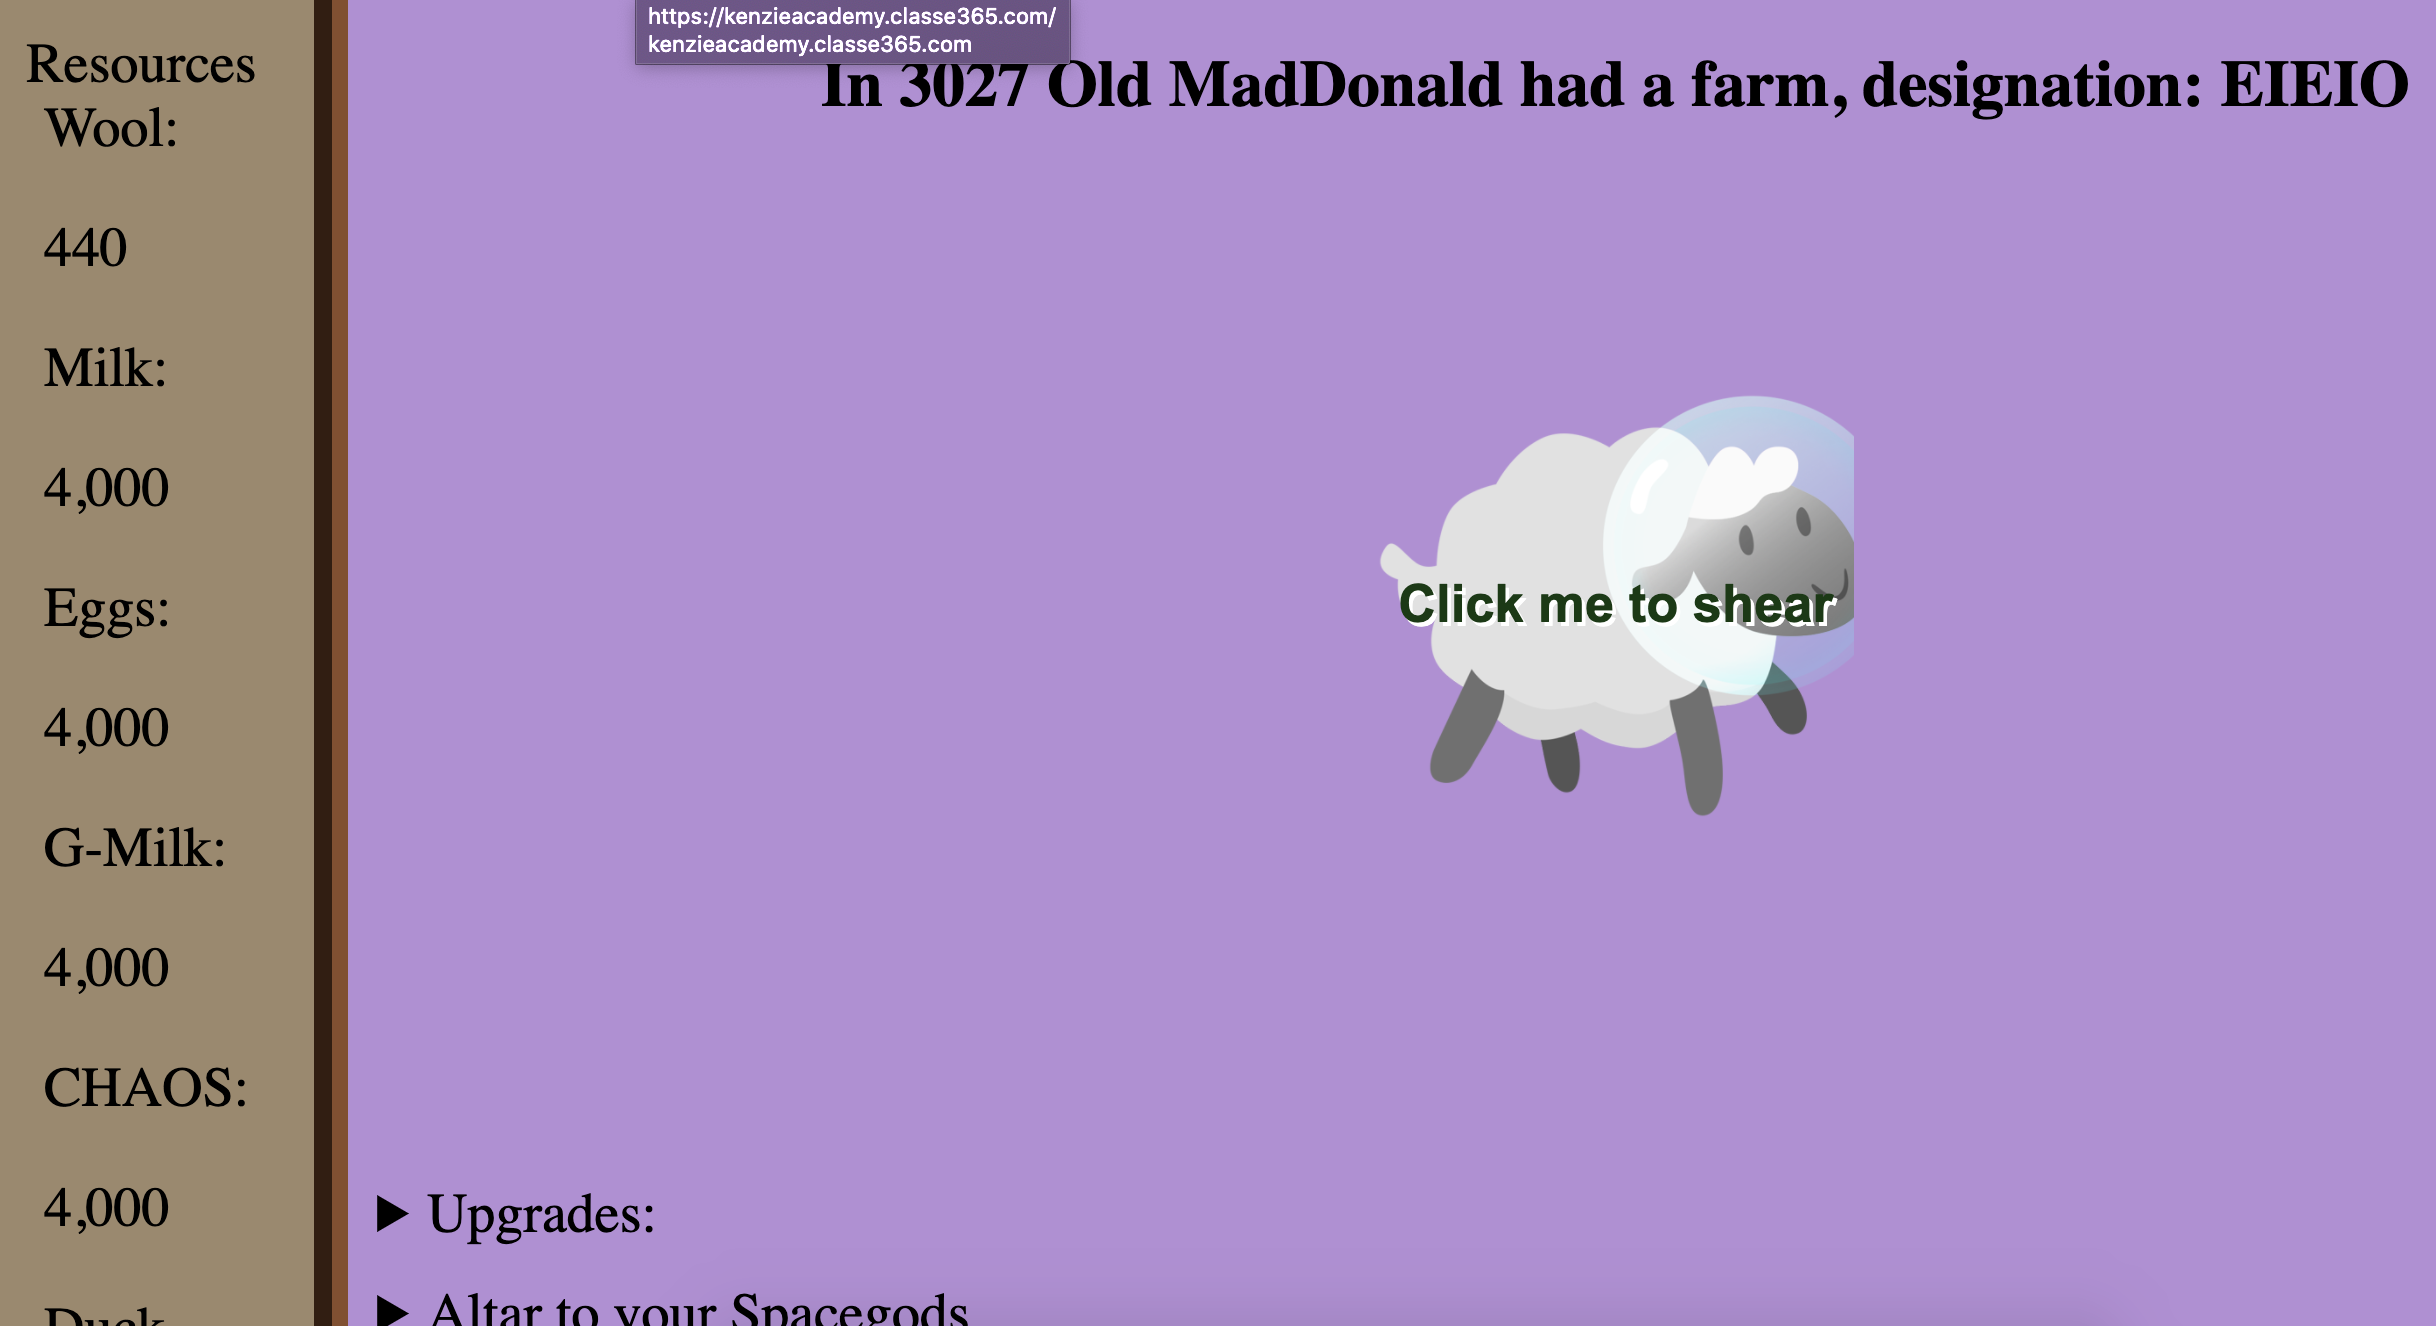 https://kenzieacademy.classe365.com/
kenzieacademy.classe365.com
In 3027 Old MadDonald had a farm, designation: EIEIO
Resources
Wool:
440
Milk:
4,000
Eggs:
4,000
G-Milk:
4,000
CHAOS:
4,000
Duck
Click me to shear
Upgrades:
Altar to your Spacegods